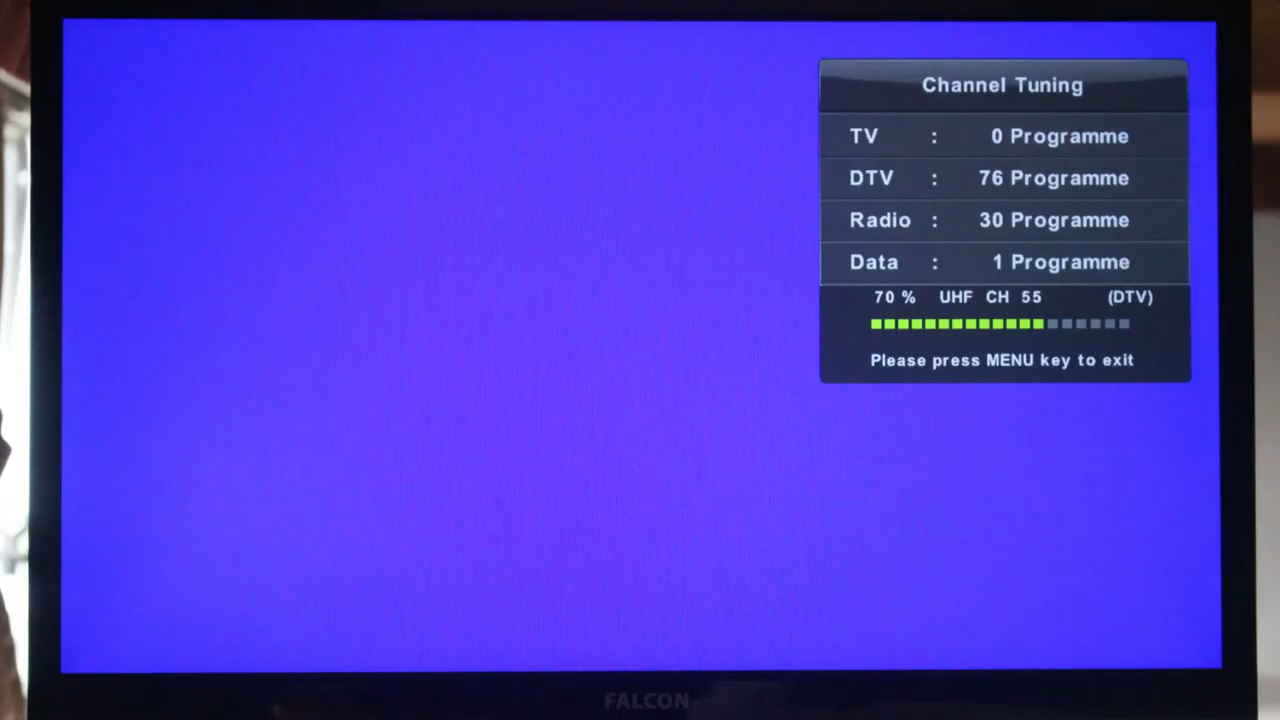 Channel Tuning
TV : 0 Programme
DTV : 76 Programme
Radio : 30 Programme
Data : 1 Programme
70 % UHF CH 55 (DTV)
Please press MENU key to exit
FALCON